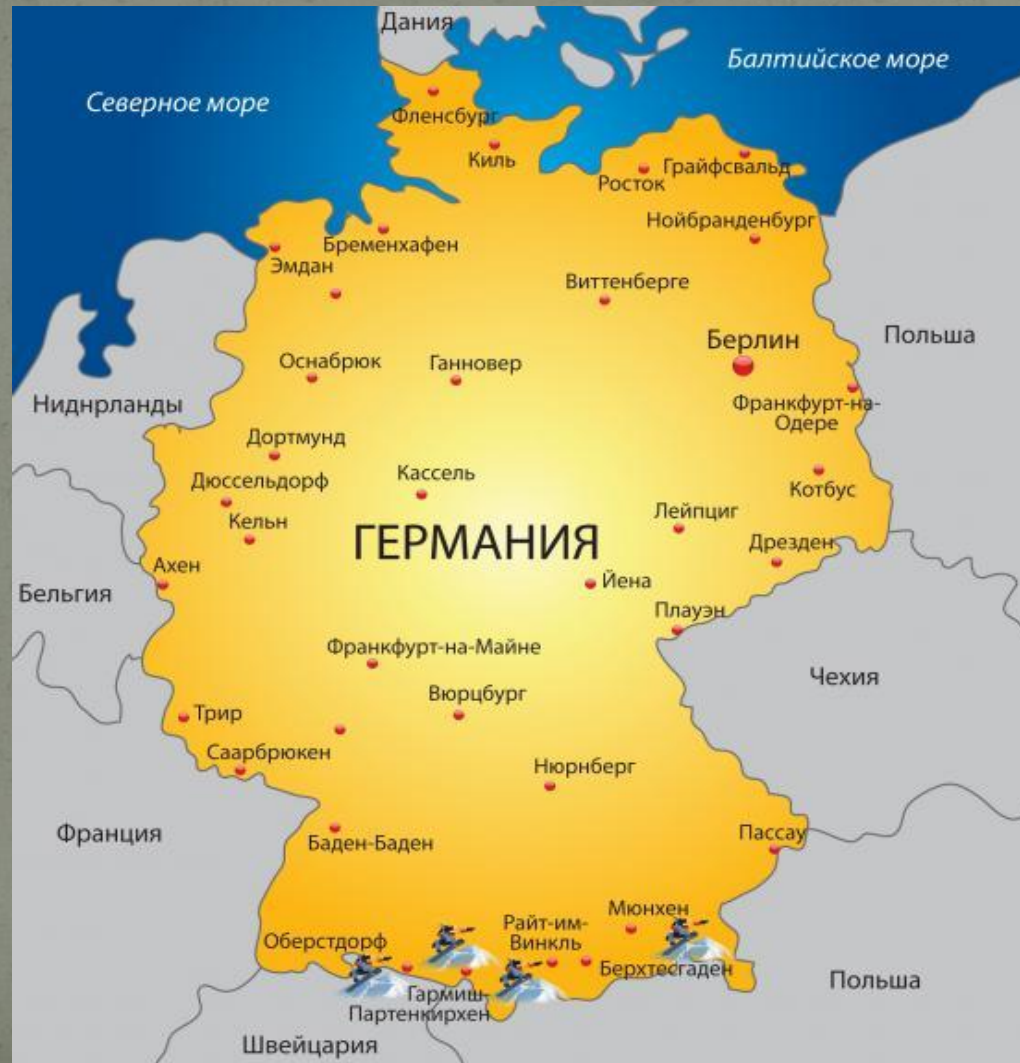 Дания
Балтийское море
Северное море
Фленсбург
Киль
Грайфсвальд
Росток
Нойбранденбург
Бременхафен
Эмдан
Виттенберге
Польша
Берлин
Оснабрюк
Ганновер
Ниднрланды
Франкфурт-на-
Одере
Дортмунд
Кассель
Дюссельдорф
Котбус
Лейпциг
Кельн
ГЕРМАНИЯ
Дрезден
Ахен
Йена
Бельгия
Плауэн
Франкфурт-на-Майне
Чехия
Вюрцбург
Трир
Саарбрюкен
Нюрнберг
Франция
Пассау
Баден-Баден
Мюнхен
Райт-им-
Винкль
Оберстдорф
Берхтесгаден
Польша
Гармиш-
Партенкирхен
Швейцария